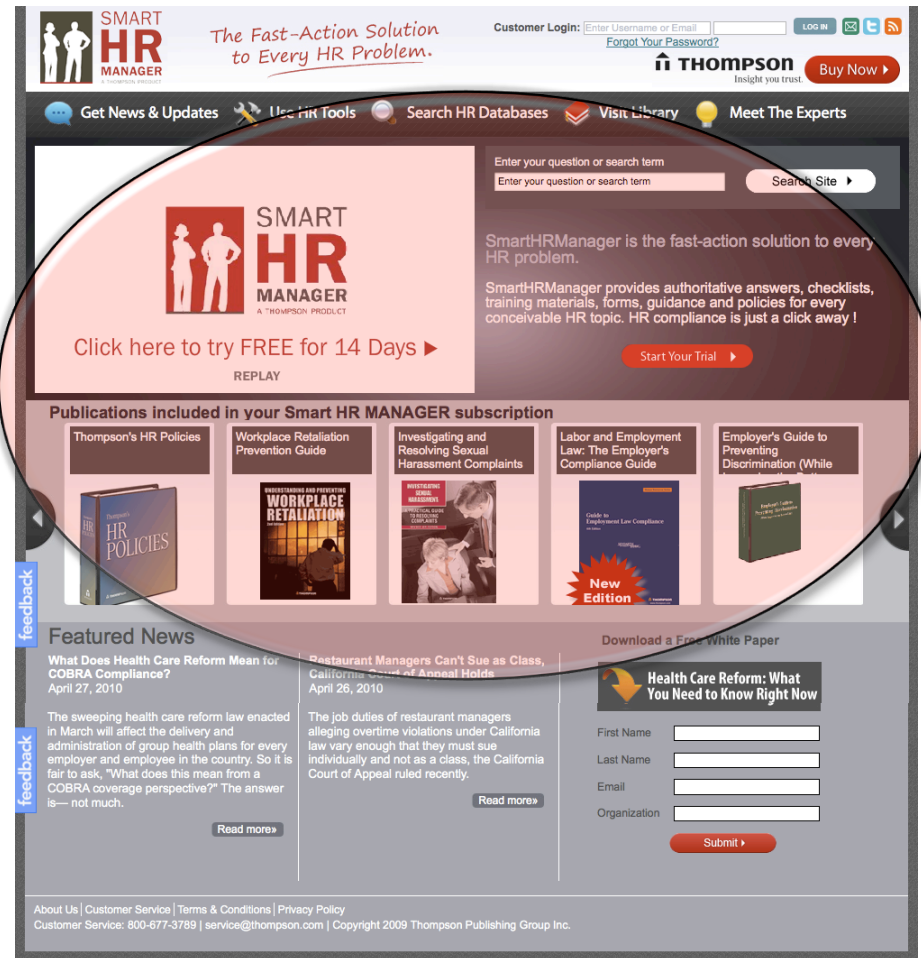 SMART
HR
MANAGER
A THOMPSON PRODUCT
The Fast-Action Solution
to Every HR Problem.
Customer Login: Enter Username or Email LOG IN
Forgot Your Password?
THOMPSON
Insight you trust.
Buy Now
Get News & Updates Use HR Tools Search HR Databases Visit Library Meet The Experts
Enter your question or search term
Enter your question or search term Search Site
SMART
HR
MANAGER
A THOMPSON PRODUCT
Click here to try FREE for 14 Days
REPLAY
SmartHRManager is the fast-action solution to every
HR problem.
SmartHRManager provides authoritative answers, checklists,
training materials, forms, guidance and policies for every
conceivable HR topic. HR compliance is just a click away !
Start Your Trial
Publications included in your Smart HR MANAGER subscription
Thompson's HR Policies
Thompson's
HR
POLICIES
Workplace Retaliation
Prevention Guide
UNDERSTANDING AND PREVENTING
WORKPLACE
RETALIATION
Investigating and
Resolving Sexual
Harassment Complaints
INVESTIGATING
SEXUAL
HARASSMENT
A PRACTICAL GUIDE
TO RESOLVING
COMPLAINTS
Labor and Employment
Law: The Employer's
Compliance Guide
Guide to
Employment Law Compliance
New
Edition
Employer's Guide to
Preventing
Discrimination (While
feedback
Featured News
What Does Health Care Reform Mean for
COBRA Compliance?
April 27, 2010
The sweeping health care reform law enacted
in March will affect the delivery and
administration of group health plans for every
employer and employee in the country. So it is
fair to ask, "What does this mean from a
COBRA coverage perspective?" The answer
is— not much.
Read more»
Restaurant Managers Can't Sue as Class,
California Court of Appeal Holds
April 26, 2010
The job duties of restaurant managers
alleging overtime violations under California
law vary enough that they must sue
individually and not as a class, the California
Court of Appeal ruled recently.
Read more»
Download a Free White Paper
Health Care Reform: What
You Need to Know Right Now
First Name
Last Name
Email
Organization
Submit
feedback
About Us | Customer Service | Terms & Conditions | Privacy Policy
Customer Service: 800-677-3789 | service@thompson.com | Copyright 2009 Thompson Publishing Group Inc.